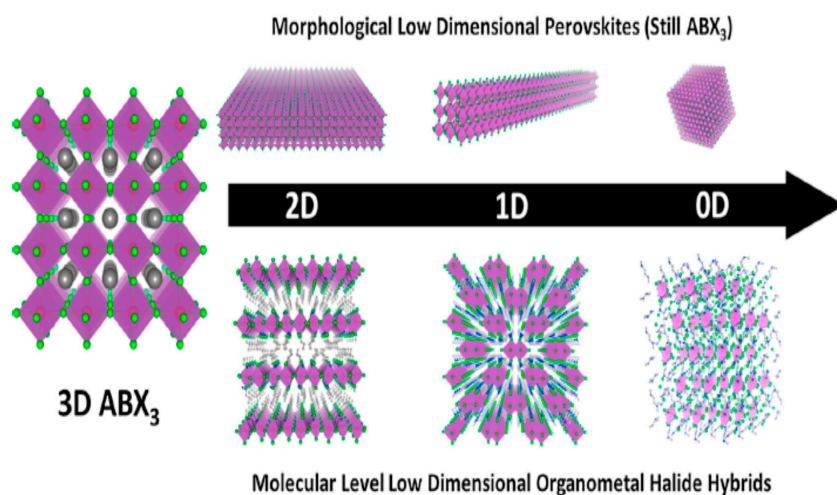 Morphological Low Dimensional Perovskites (Still ABX₃)
2D 1D 0D
3D ABX₃
Molecular Level Low Dimensional Organometal Halide Hybrids